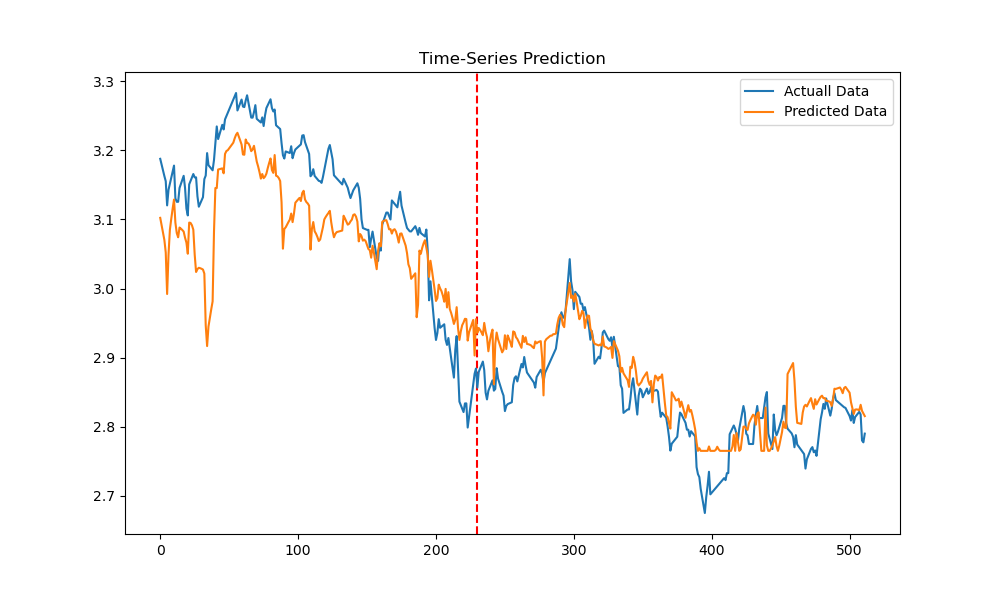 Time-Series Prediction
Actuall Data
Predicted Data
3.3
3.2
3.1
3.0
2.9
2.8
2.7
0 100 200 300 400 500